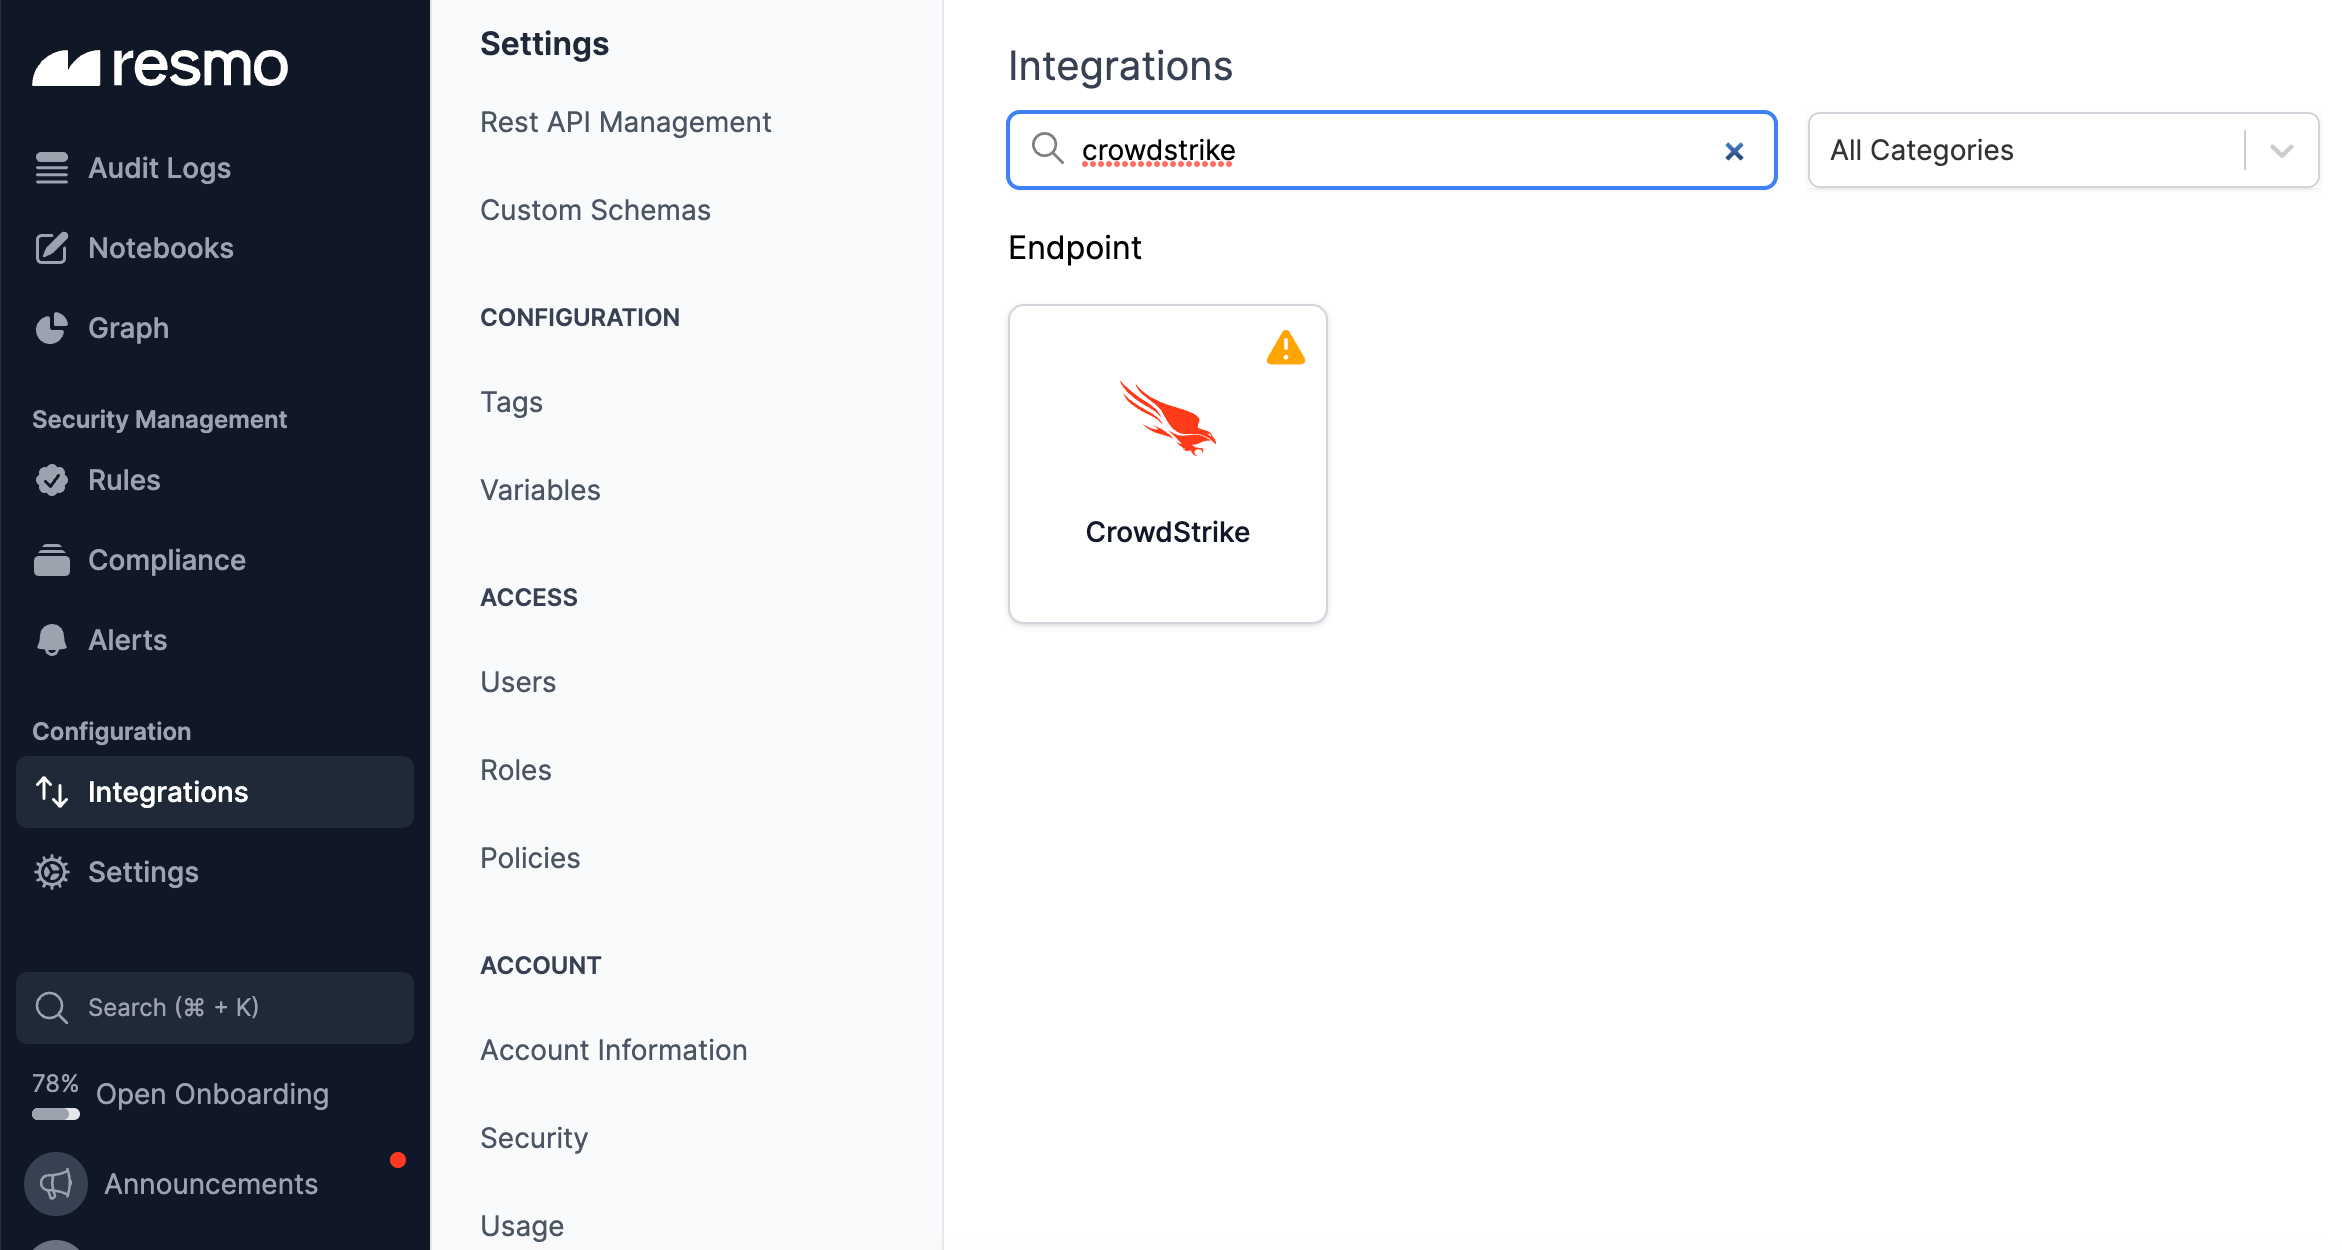 resmo
Audit Logs
Notebooks
Graph
Security Management
Rules
Compliance
Alerts
Configuration
Integrations
Settings
Search (⌘ + K)
78%
Open Onboarding
Announcements
Settings
Rest API Management
Custom Schemas
CONFIGURATION
Tags
Variables
ACCESS
Users
Roles
Policies
ACCOUNT
Account Information
Security
Usage
Integrations
crowdstrike
All Categories
Endpoint
CrowdStrike